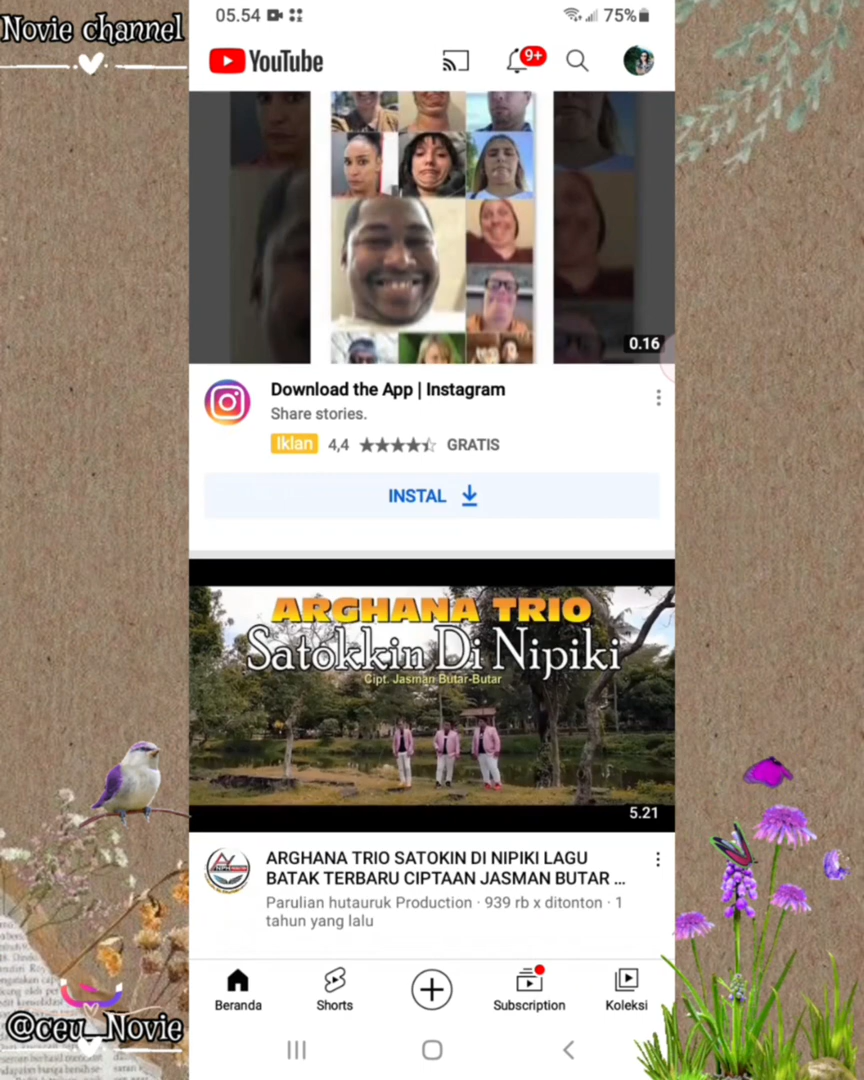 Novie channel
05.54
75%
YouTube
9+
0.16
Download the App | Instagram
Share stories.
Iklan 4,4 GRATIS
INSTAL
ARGHANA TRIO
Satokkin Di Nipiki
Cipt. Jasman Butar-Butar
5.21
ARGHANA TRIO SATOKIN DI NIPIKI LAGU
BATAK TERBARU CIPTAAN JASMAN BUTAR ...
Parulian hutauruk Production · 939 rb x ditonton · 1
tahun yang lalu
Beranda
Shorts
Subscription
Koleksi
@ceu_Novie